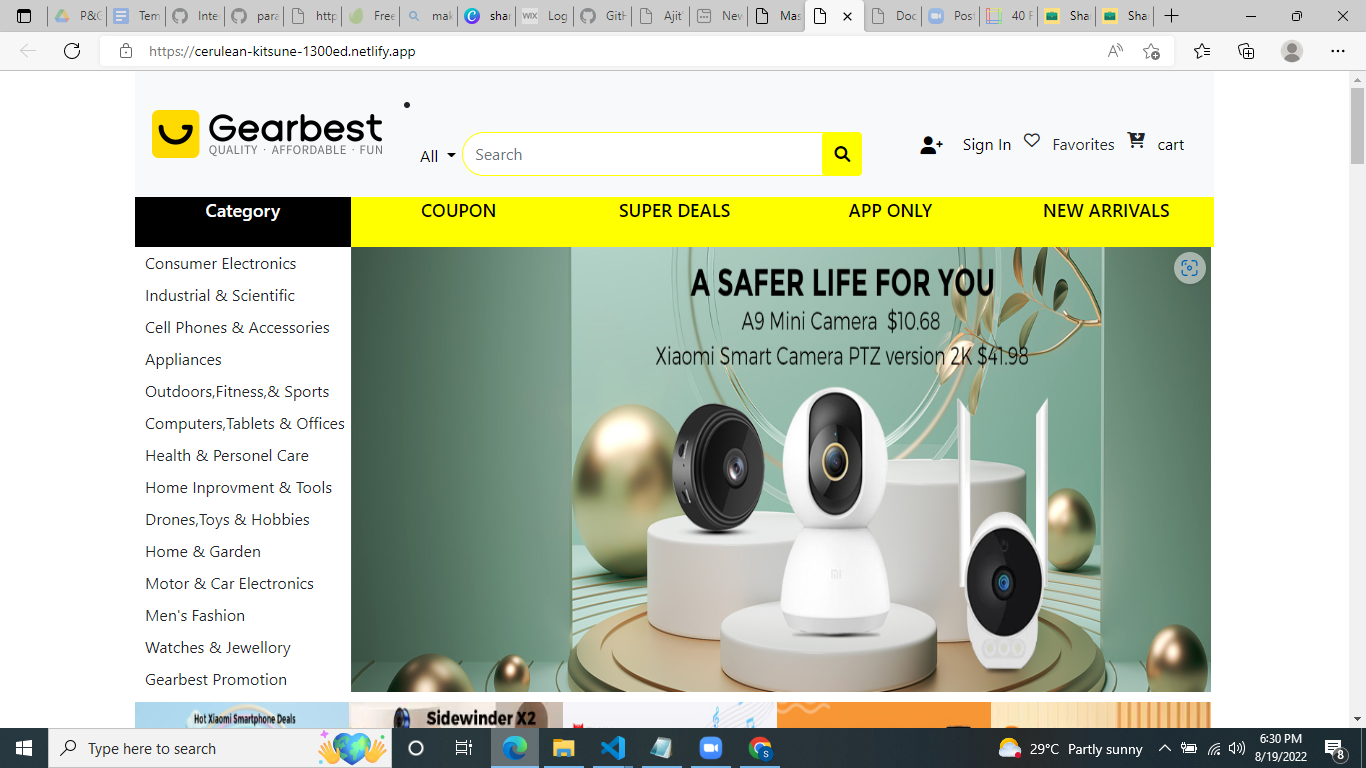 P&G
Tem
Inte
para
http
Free
mak
shar
Log
GitH
Ajit
New
Mas
Doc
Post
40 F
Sha
Sha
https://cerulean-kitsune-1300ed.netlify.app
Gearbest
QUALITY · AFFORDABLE · FUN
All
Search
Sign In
Favorites
cart
Category
COUPON
SUPER DEALS
APP ONLY
NEW ARRIVALS
Consumer Electronics
Industrial & Scientific
Cell Phones & Accessories
Appliances
Outdoors,Fitness,& Sports
Computers,Tablets & Offices
Health & Personel Care
Home Inprovment & Tools
Drones,Toys & Hobbies
Home & Garden
Motor & Car Electronics
Men's Fashion
Watches & Jewellory
Gearbest Promotion
A SAFER LIFE FOR YOU
A9 Mini Camera $10.68
Xiaomi Smart Camera PTZ version 2K $41.98
mi
Hot Xiaomi Smartphone Deals
Sidewinder X2
Type here to search
29°C Partly sunny
6:30 PM
8/19/2022
8